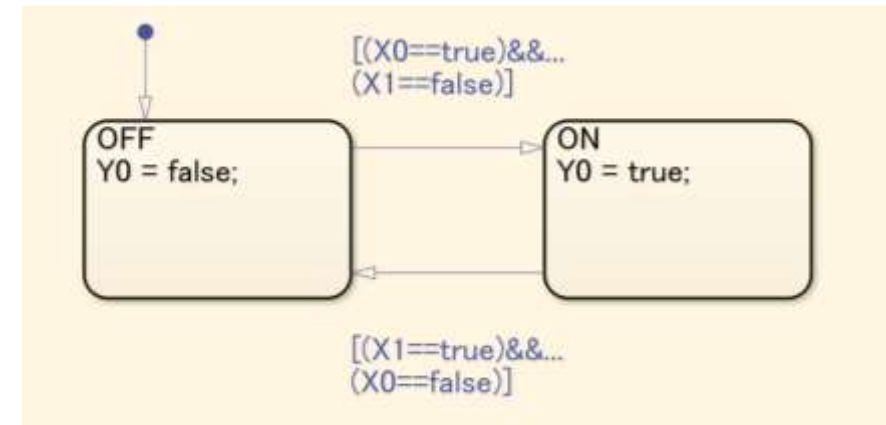 [(X0==true)&&...
(X1==false)]
OFF
Y0 = false;
ON
Y0 = true;
[(X1==true)&&...
(X0==false)]